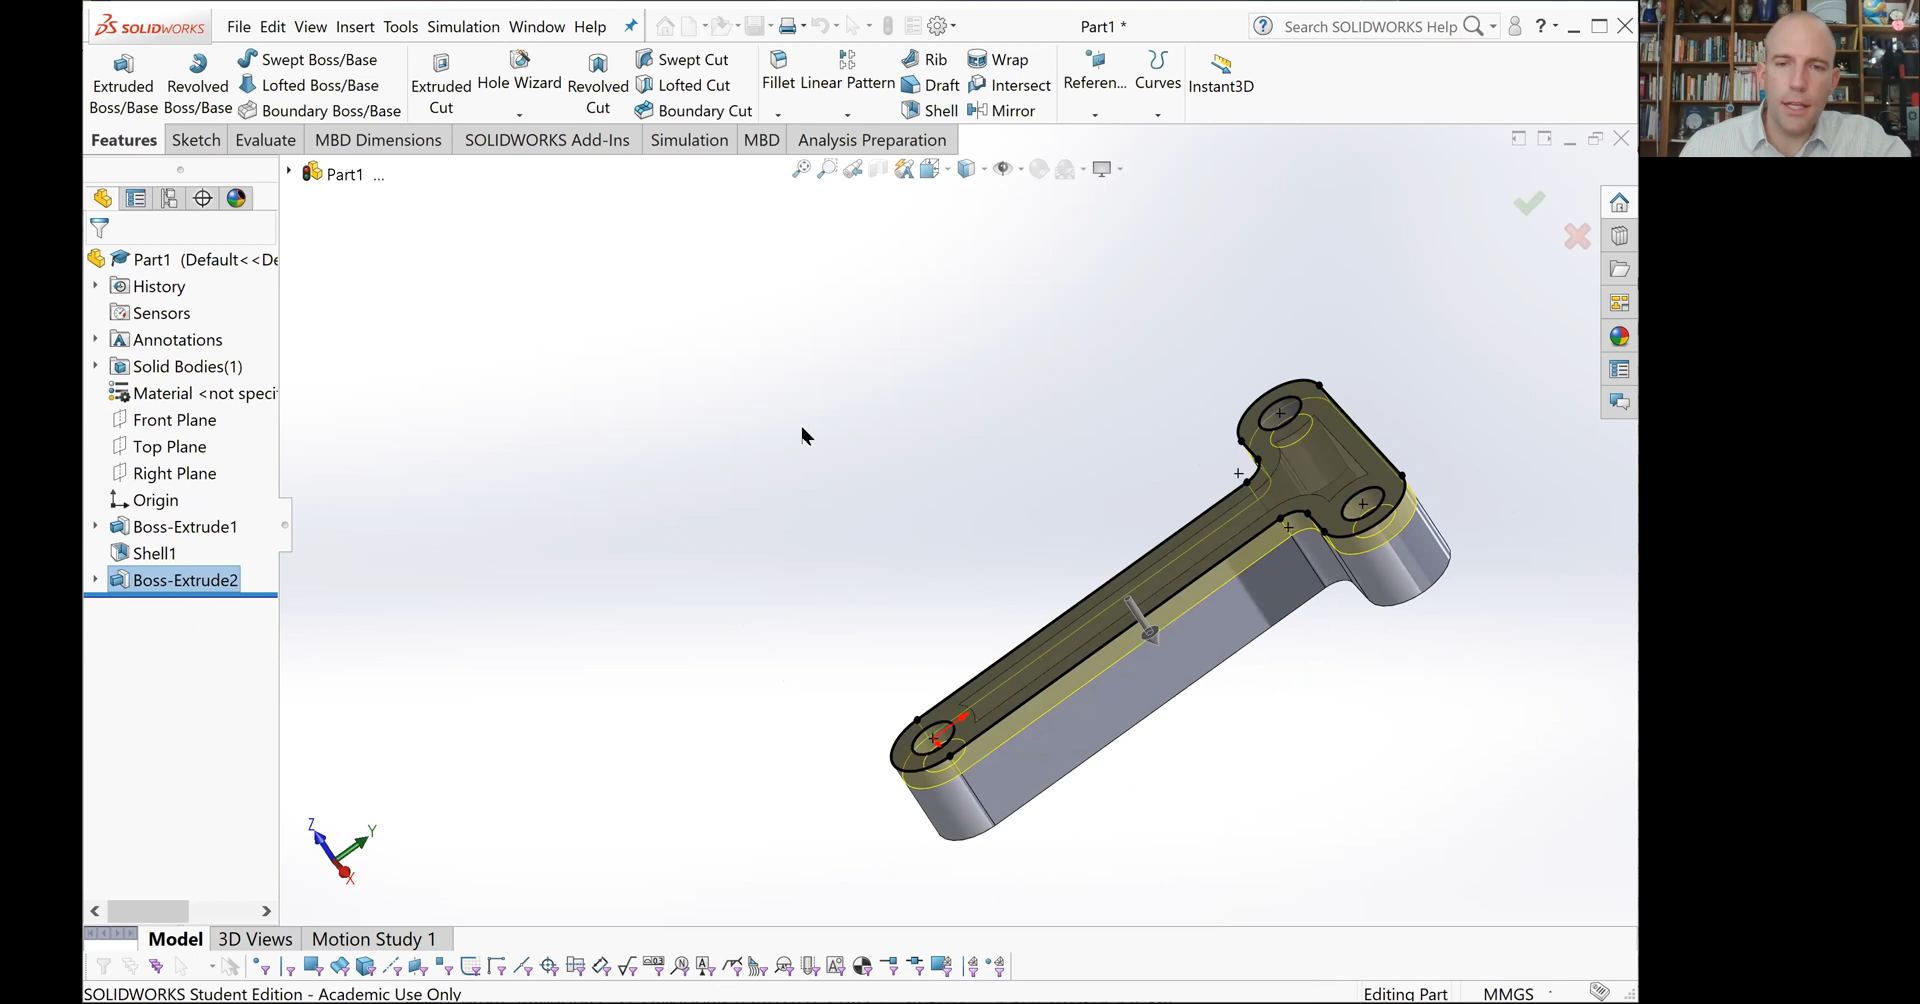 SOLIDWORKS File Edit View Insert Tools Simulation Window Help Part1 * Search SOLIDWORKS Help ?
Extruded Boss/Base
Revolved Boss/Base
Swept Boss/Base
Lofted Boss/Base
Boundary Boss/Base
Extruded Cut
Hole Wizard
Revolved Cut
Swept Cut
Lofted Cut
Boundary Cut
Fillet
Linear Pattern
Rib
Draft
Shell
Wrap
Intersect
Mirror
Referen...
Curves
Instant3D
Features Sketch Evaluate MBD Dimensions SOLIDWORKS Add-Ins Simulation MBD Analysis Preparation
Part1 ...
Part1 (Default<<De
History
Sensors
Annotations
Solid Bodies(1)
Material <not speci
Front Plane
Top Plane
Right Plane
Origin
Boss-Extrude1
Shell1
Boss-Extrude2
Z
Y
X
Model 3D Views Motion Study 1
SOLIDWORKS Student Edition - Academic Use Only Editing Part MMGS